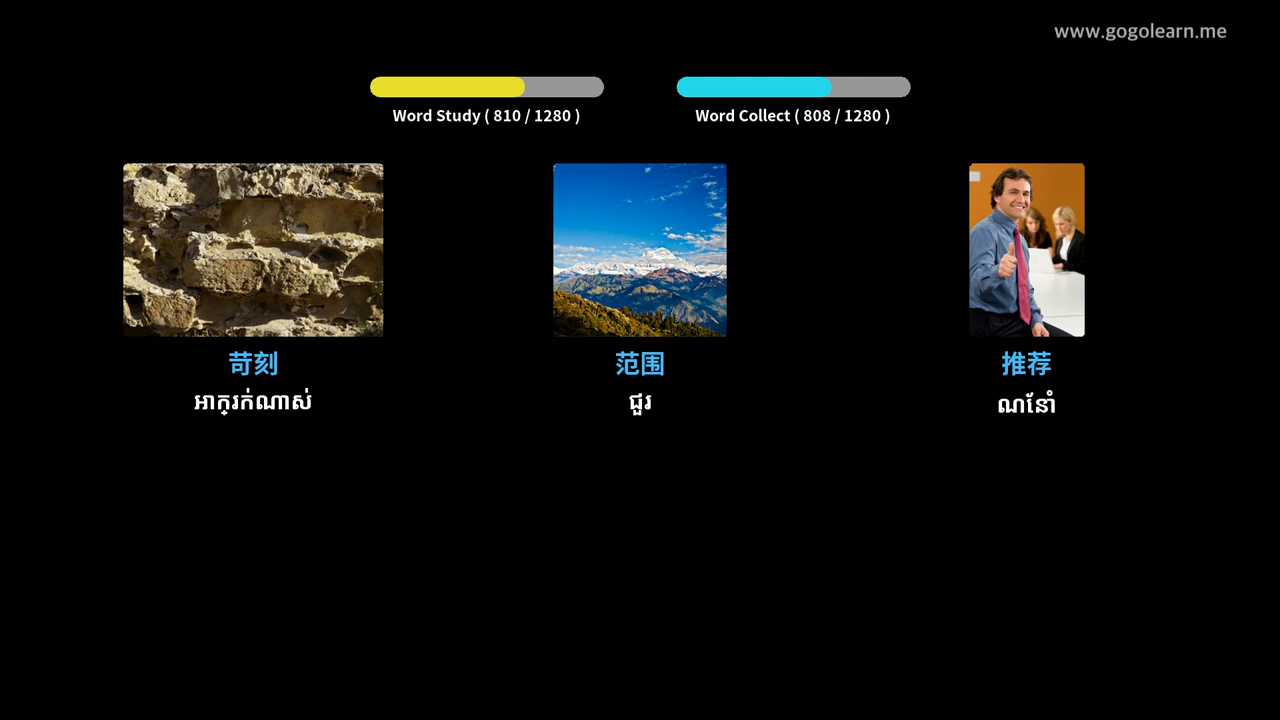 www.gogolearn.me
Word Study ( 810 / 1280 )
Word Collect ( 808 / 1280 )
苛刻
范围
推荐
អាក្រក់ណាស់
ជួរ
ណែនាំ